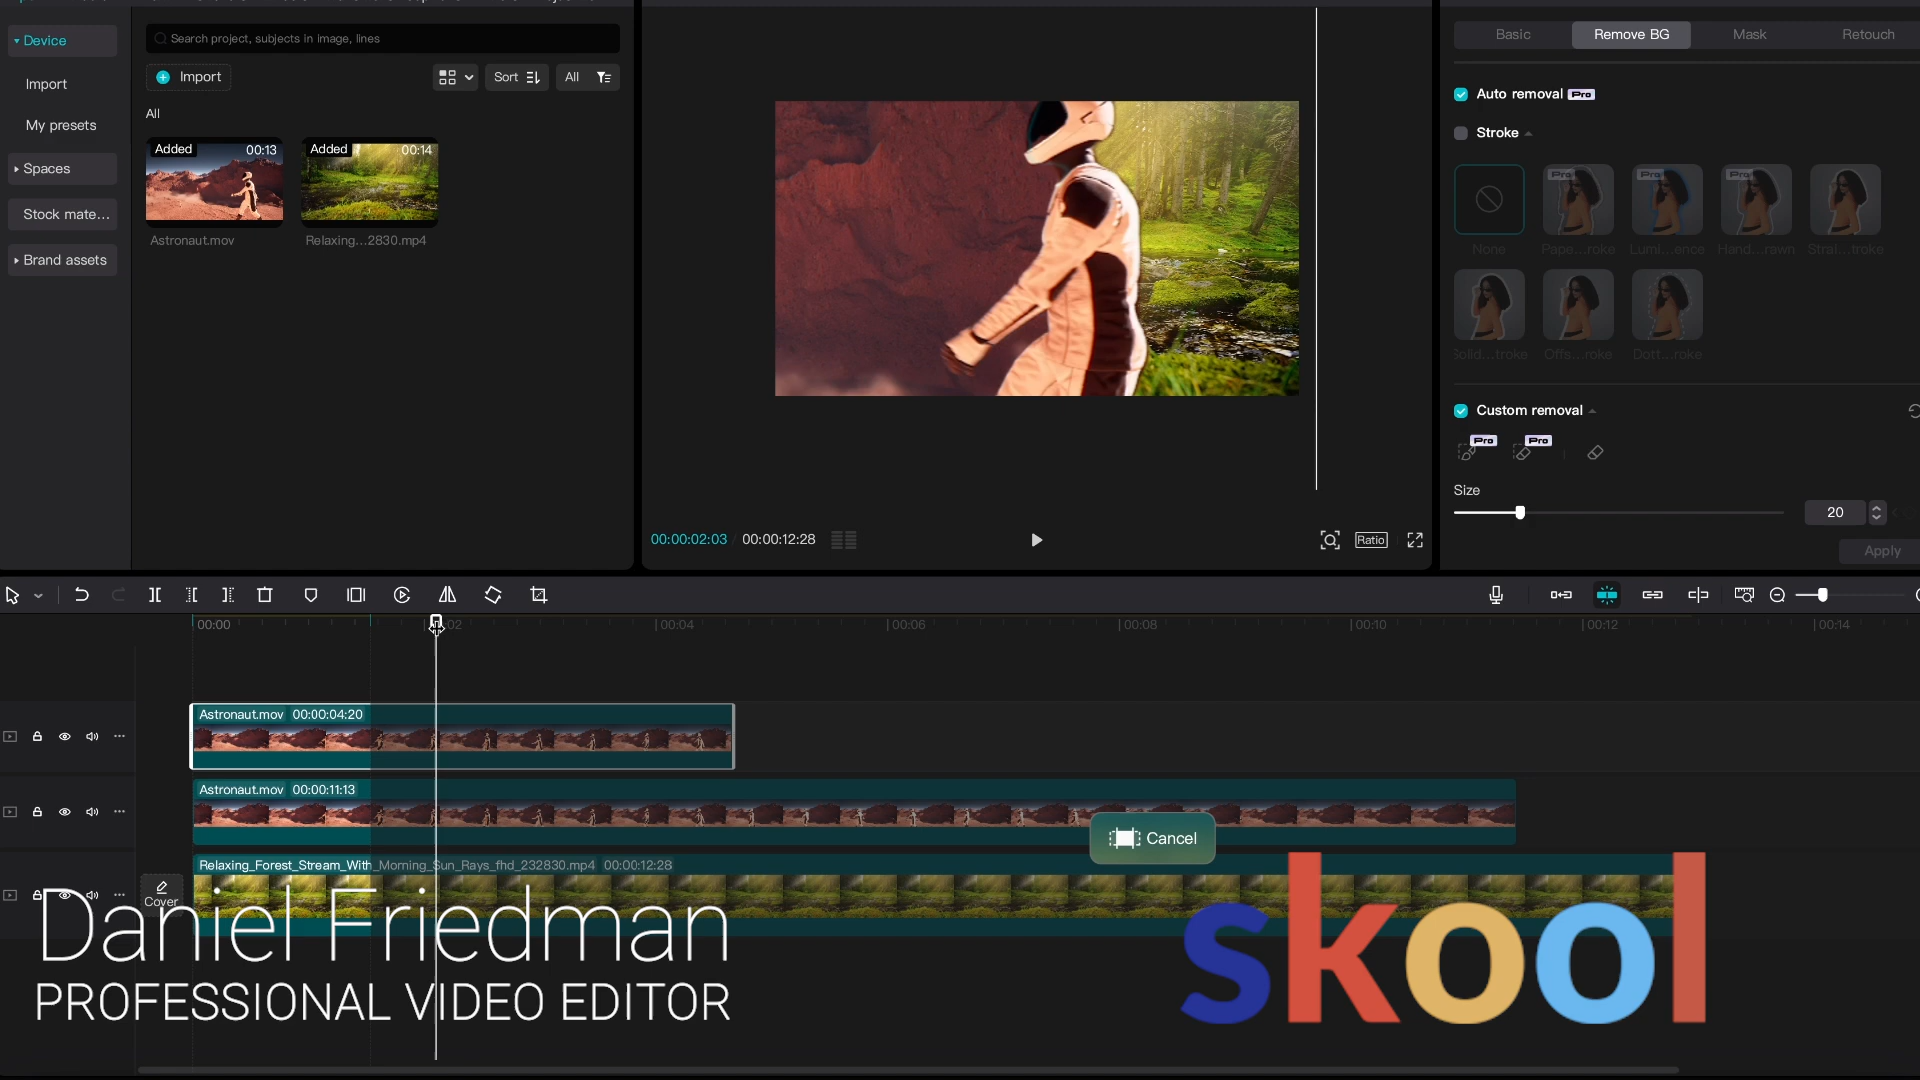 Device
Import
My presets
Spaces
Stock mate...
Brand assets
Search project, subjects in image, lines
Import
Sort
All
All
Added 00:13
Added 00:14
Astronaut.mov
Relaxing...2830.mp4
00:00:02:03 / 00:00:12:28
Ratio
Basic
Remove BG
Mask
Retouch
Auto removal Pro
Stroke
Pro
Pro
Pro
None
Pape...roke
Lumi...ence
Hand...rawn
Strai...troke
Solid...troke
Offs...roke
Dott...roke
Custom removal
Pro
Pro
Size
20
Apply
00:00
02
00:04
00:06
00:08
00:10
00:12
00:14
Astronaut.mov 00:00:04:20
Astronaut.mov 00:00:11:13
Cancel
Relaxing_Forest_Stream_With_Morning_Sun_Rays_fhd_232830.mp4 00:00:12:28
Cover
Daniel Friedman
PROFESSIONAL VIDEO EDITOR
skool